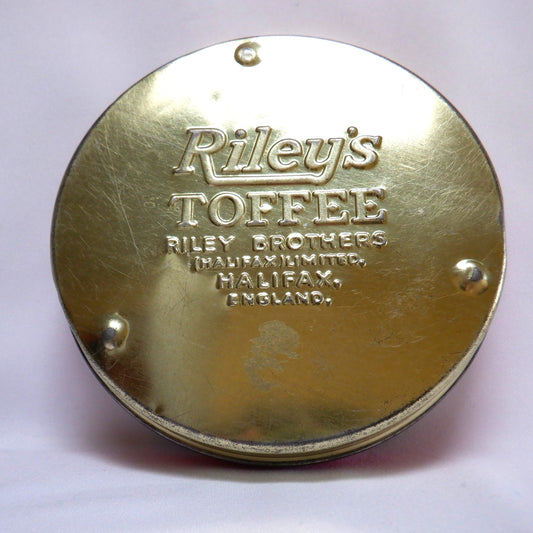 Riley's
TOFFEE
RILEY BROTHERS
(HALIFAX) LIMITED.
HALIFAX.
ENGLAND.